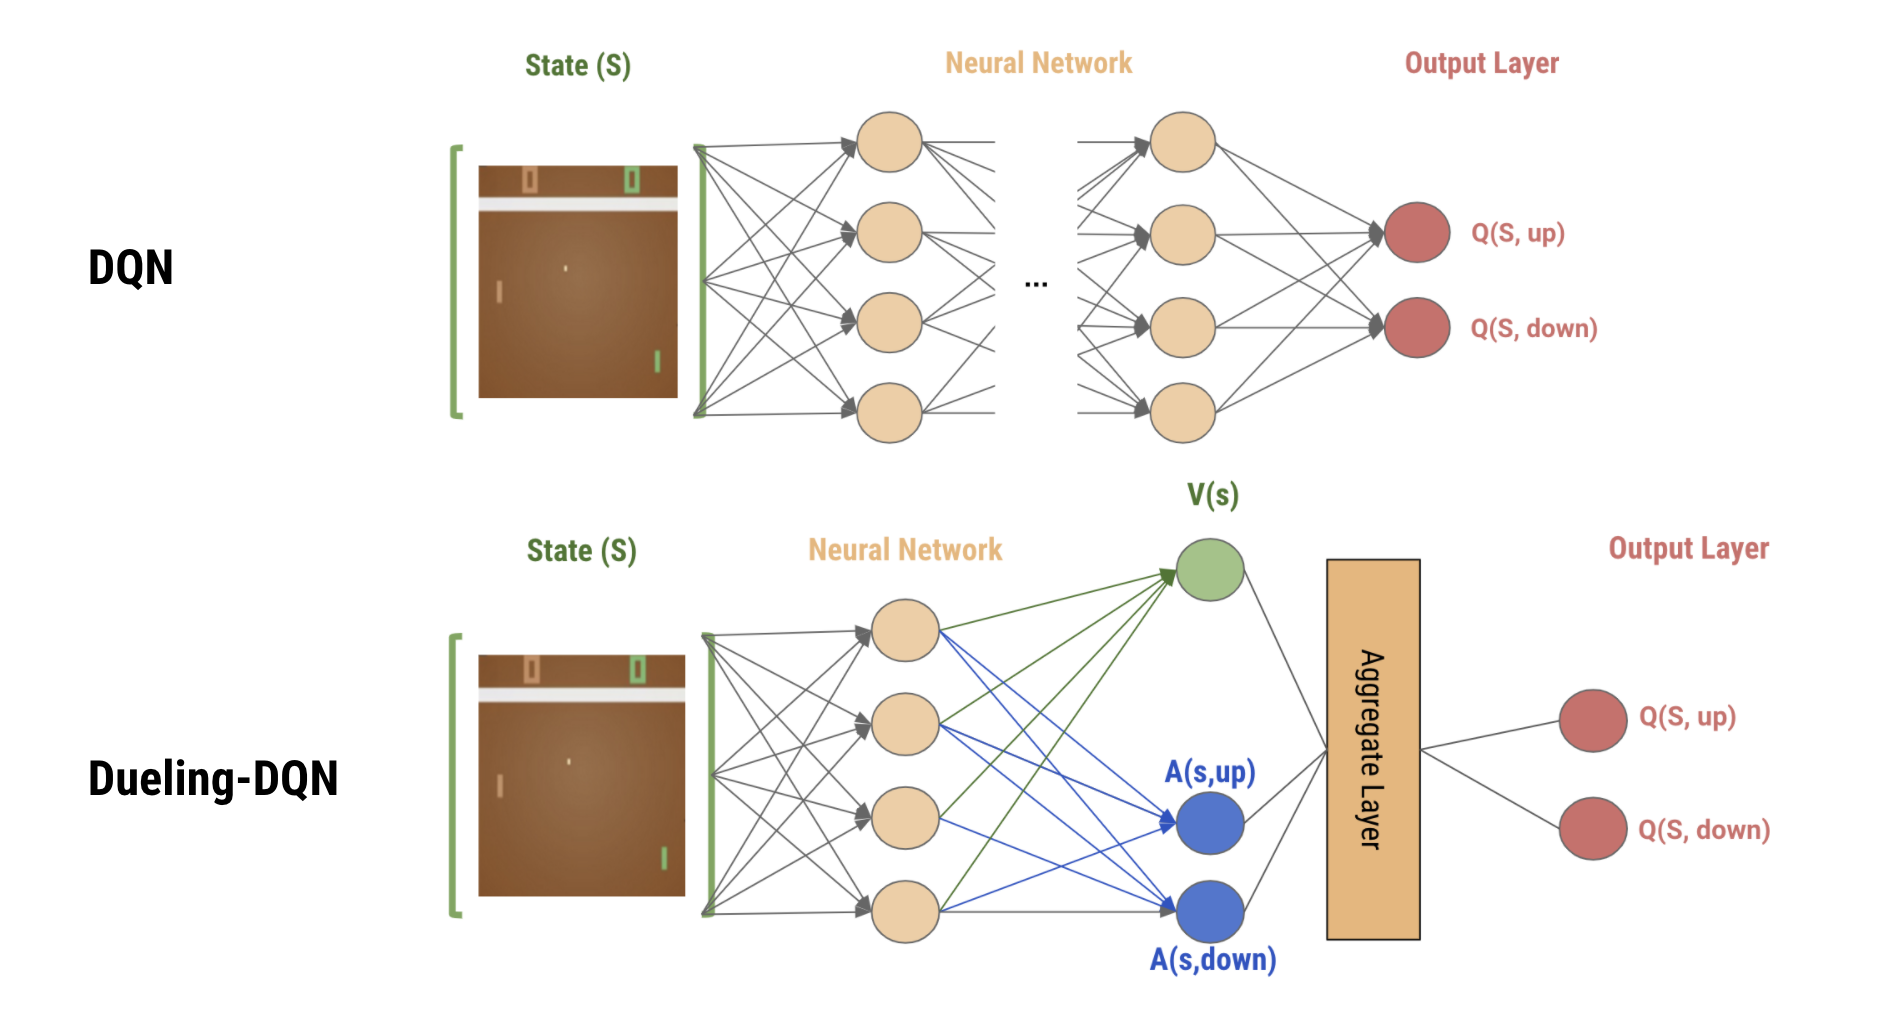 State (S)
Neural Network
Output Layer
DQN
...
Q(S, up)
Q(S, down)
V(s)
State (S)
Neural Network
Output Layer
Dueling-DQN
A(s,up)
A(s,down)
Aggregate Layer
Q(S, up)
Q(S, down)